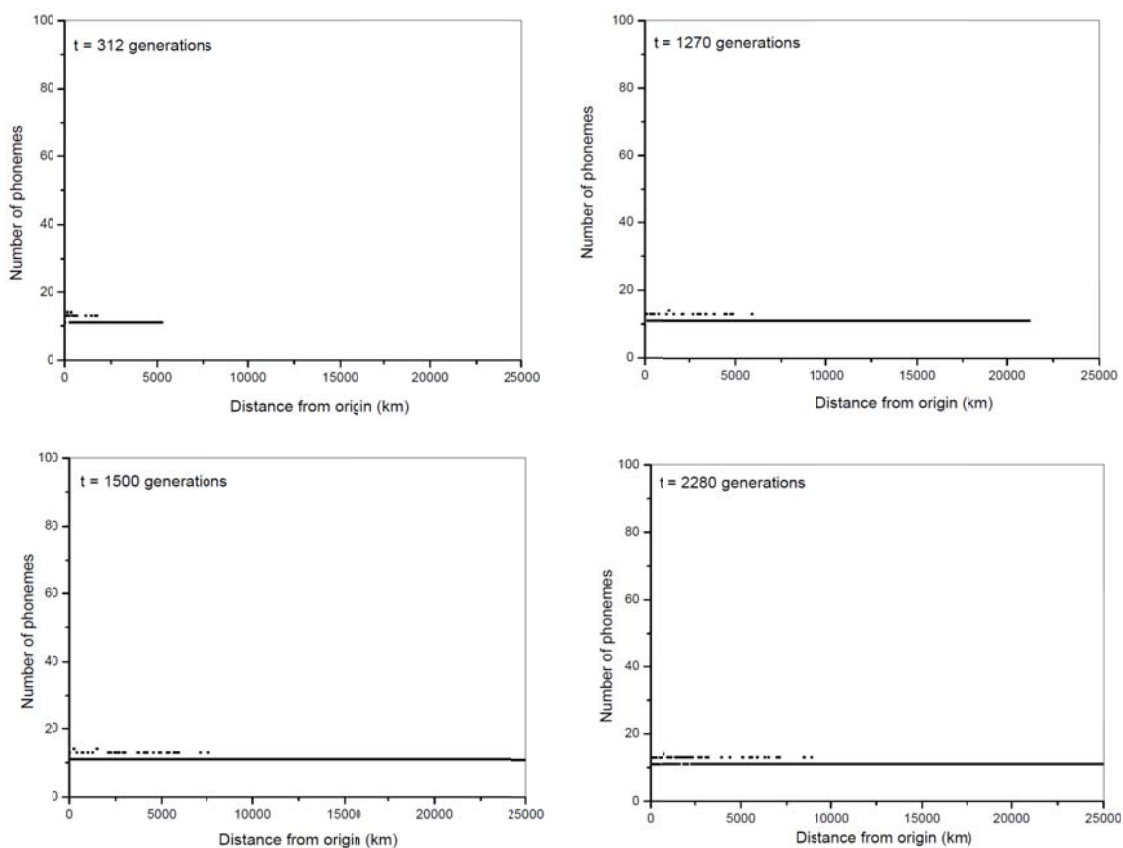 t = 312 generations
Number of phonemes
100
80
60
40
20
0
0 5000 10000 15000 20000 25000
Distance from origin (km)
t = 1270 generations
Number of phonemes
100
80
60
40
20
0
0 5000 10000 15000 20000 25000
Distance from origin (km)
t = 1500 generations
Number of phonemes
100
80
60
40
20
0
0 5000 10000 15000 20000 25000
Distance from origin (km)
t = 2280 generations
Number of phonemes
100
80
60
40
20
0
0 5000 10000 15000 20000 25000
Distance from origin (km)